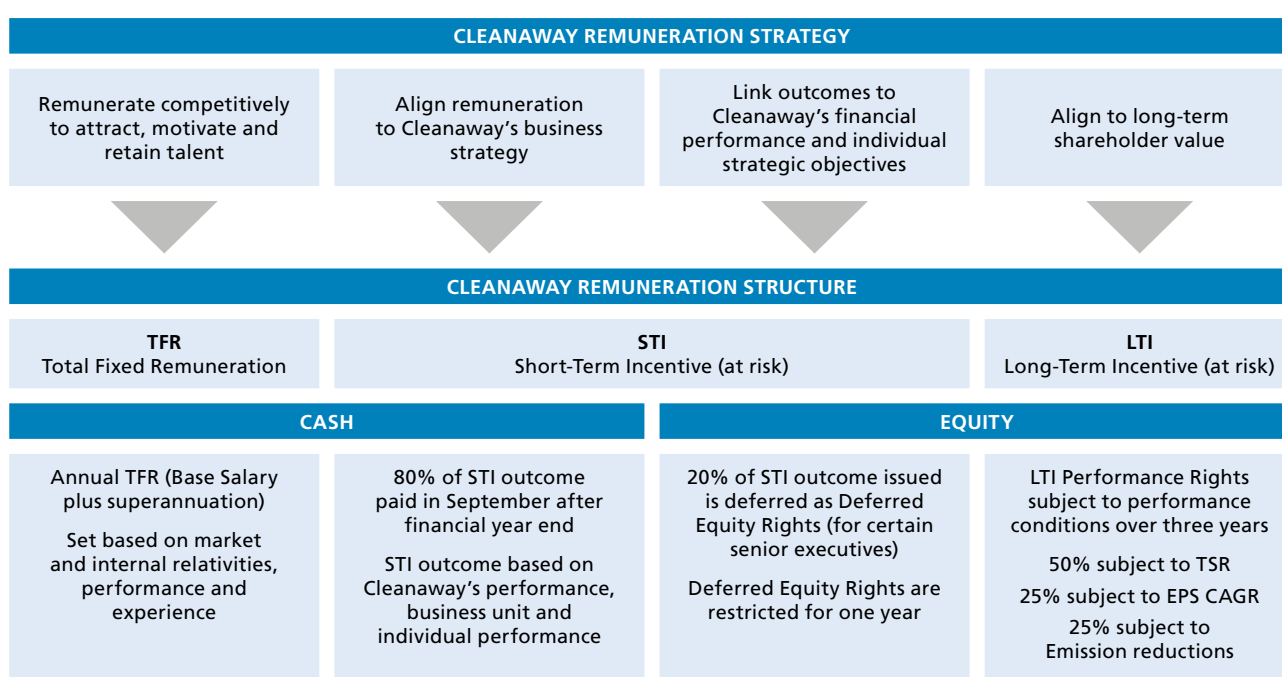 CLEANAWAY REMUNERATION STRATEGY
Remunerate competitively
to attract, motivate and
retain talent
Align remuneration
to Cleanaway's business
strategy
Link outcomes to
Cleanaway's financial
performance and individual
strategic objectives
Align to long-term
shareholder value
CLEANAWAY REMUNERATION STRUCTURE
TFR
Total Fixed Remuneration
STI
Short-Term Incentive (at risk)
LTI
Long-Term Incentive (at risk)
CASH
EQUITY
Annual TFR (Base Salary
plus superannuation)
Set based on market
and internal relativities,
performance and
experience
80% of STI outcome
paid in September after
financial year end
STI outcome based on
Cleanaway's performance,
business unit and
individual performance
20% of STI outcome issued
is deferred as Deferred
Equity Rights (for certain
senior executives)
Deferred Equity Rights are
restricted for one year
LTI Performance Rights
subject to performance
conditions over three years
50% subject to TSR
25% subject to EPS CAGR
25% subject to
Emission reductions